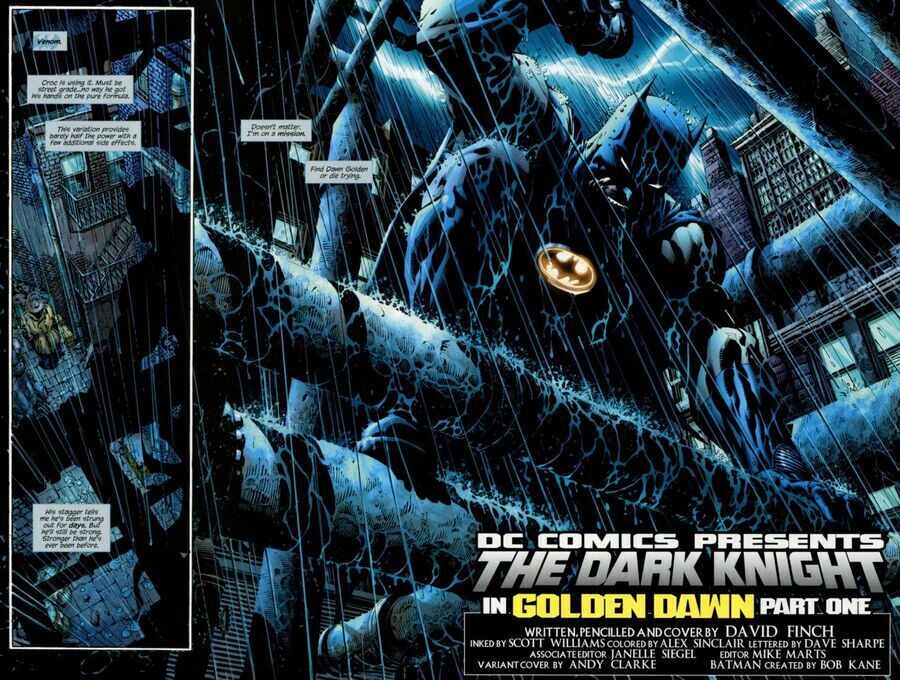 Venom.
Croc is using it. Must be
street grade...no way he got
his hands on the pure formula.
This variation provides
barely half the power with a
few additional side effects.
His stagger tells
me he's been strung
out for days. But
he'll still be strong.
Stronger than he's
ever been before.
Doesn't matter.
I'm on a mission.
Find Dawn Golden
or die trying.
DC COMICS PRESENTS
THE DARK KNIGHT
IN GOLDEN DAWN PART ONE
WRITTEN, PENCILLED AND COVER BY DAVID FINCH
INKED BY SCOTT WILLIAMS COLORED BY ALEX SINCLAIR LETTERED BY DAVE SHARPE
ASSOCIATE EDITOR JANELLE SIEGEL EDITOR MIKE MARTS
VARIANT COVER BY ANDY CLARKE BATMAN CREATED BY BOB KANE